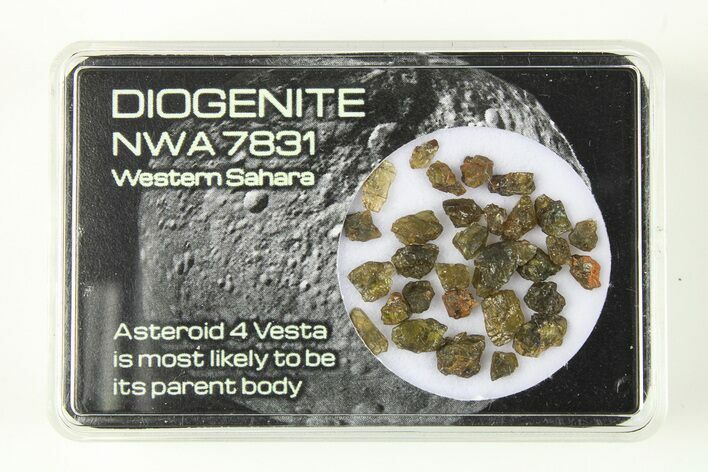 DIOGENITE
NWA 7831
Western Sahara
Asteroid 4 Vesta
is most likely to be
its parent body